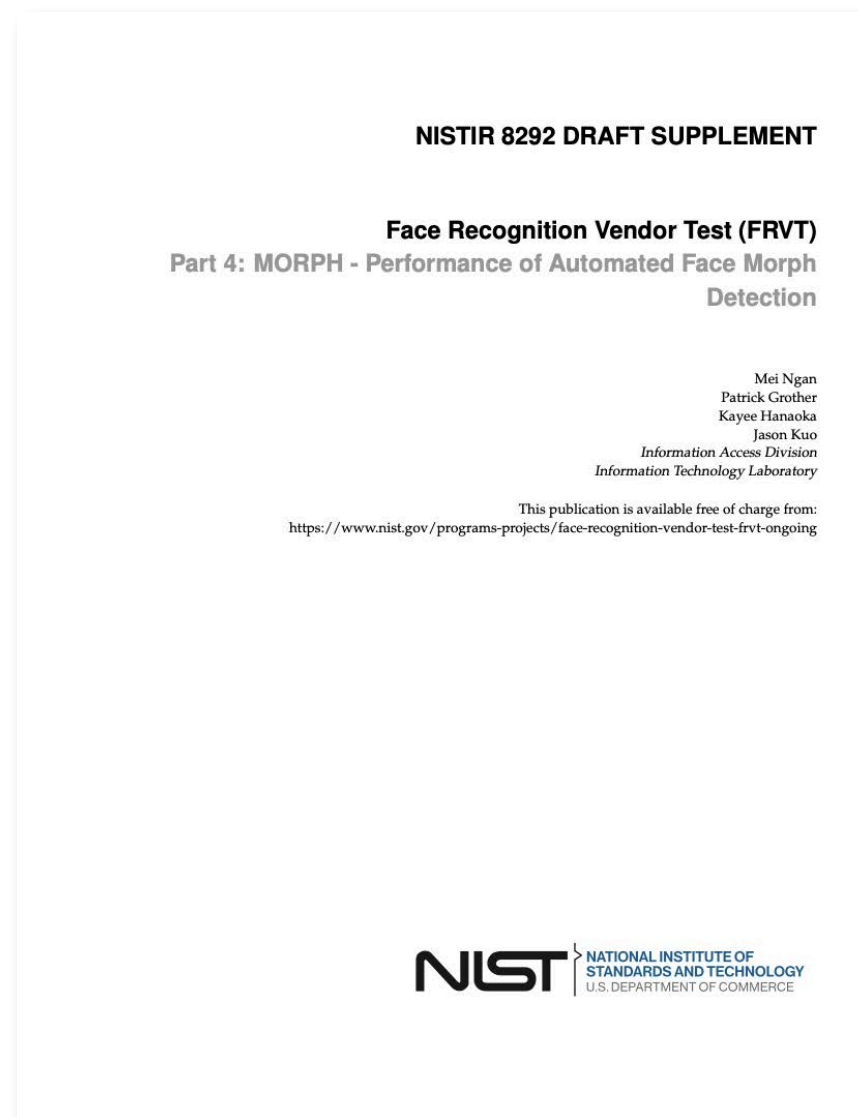 NISTIR 8292 DRAFT SUPPLEMENT
Face Recognition Vendor Test (FRVT)
Part 4: MORPH - Performance of Automated Face Morph
Detection
Mei Ngan
Patrick Grother
Kayee Hanaoka
Jason Kuo
Information Access Division
Information Technology Laboratory
This publication is available free of charge from:
https://www.nist.gov/programs-projects/face-recognition-vendor-test-frvt-ongoing
NIST
NATIONAL INSTITUTE OF
STANDARDS AND TECHNOLOGY
U.S. DEPARTMENT OF COMMERCE